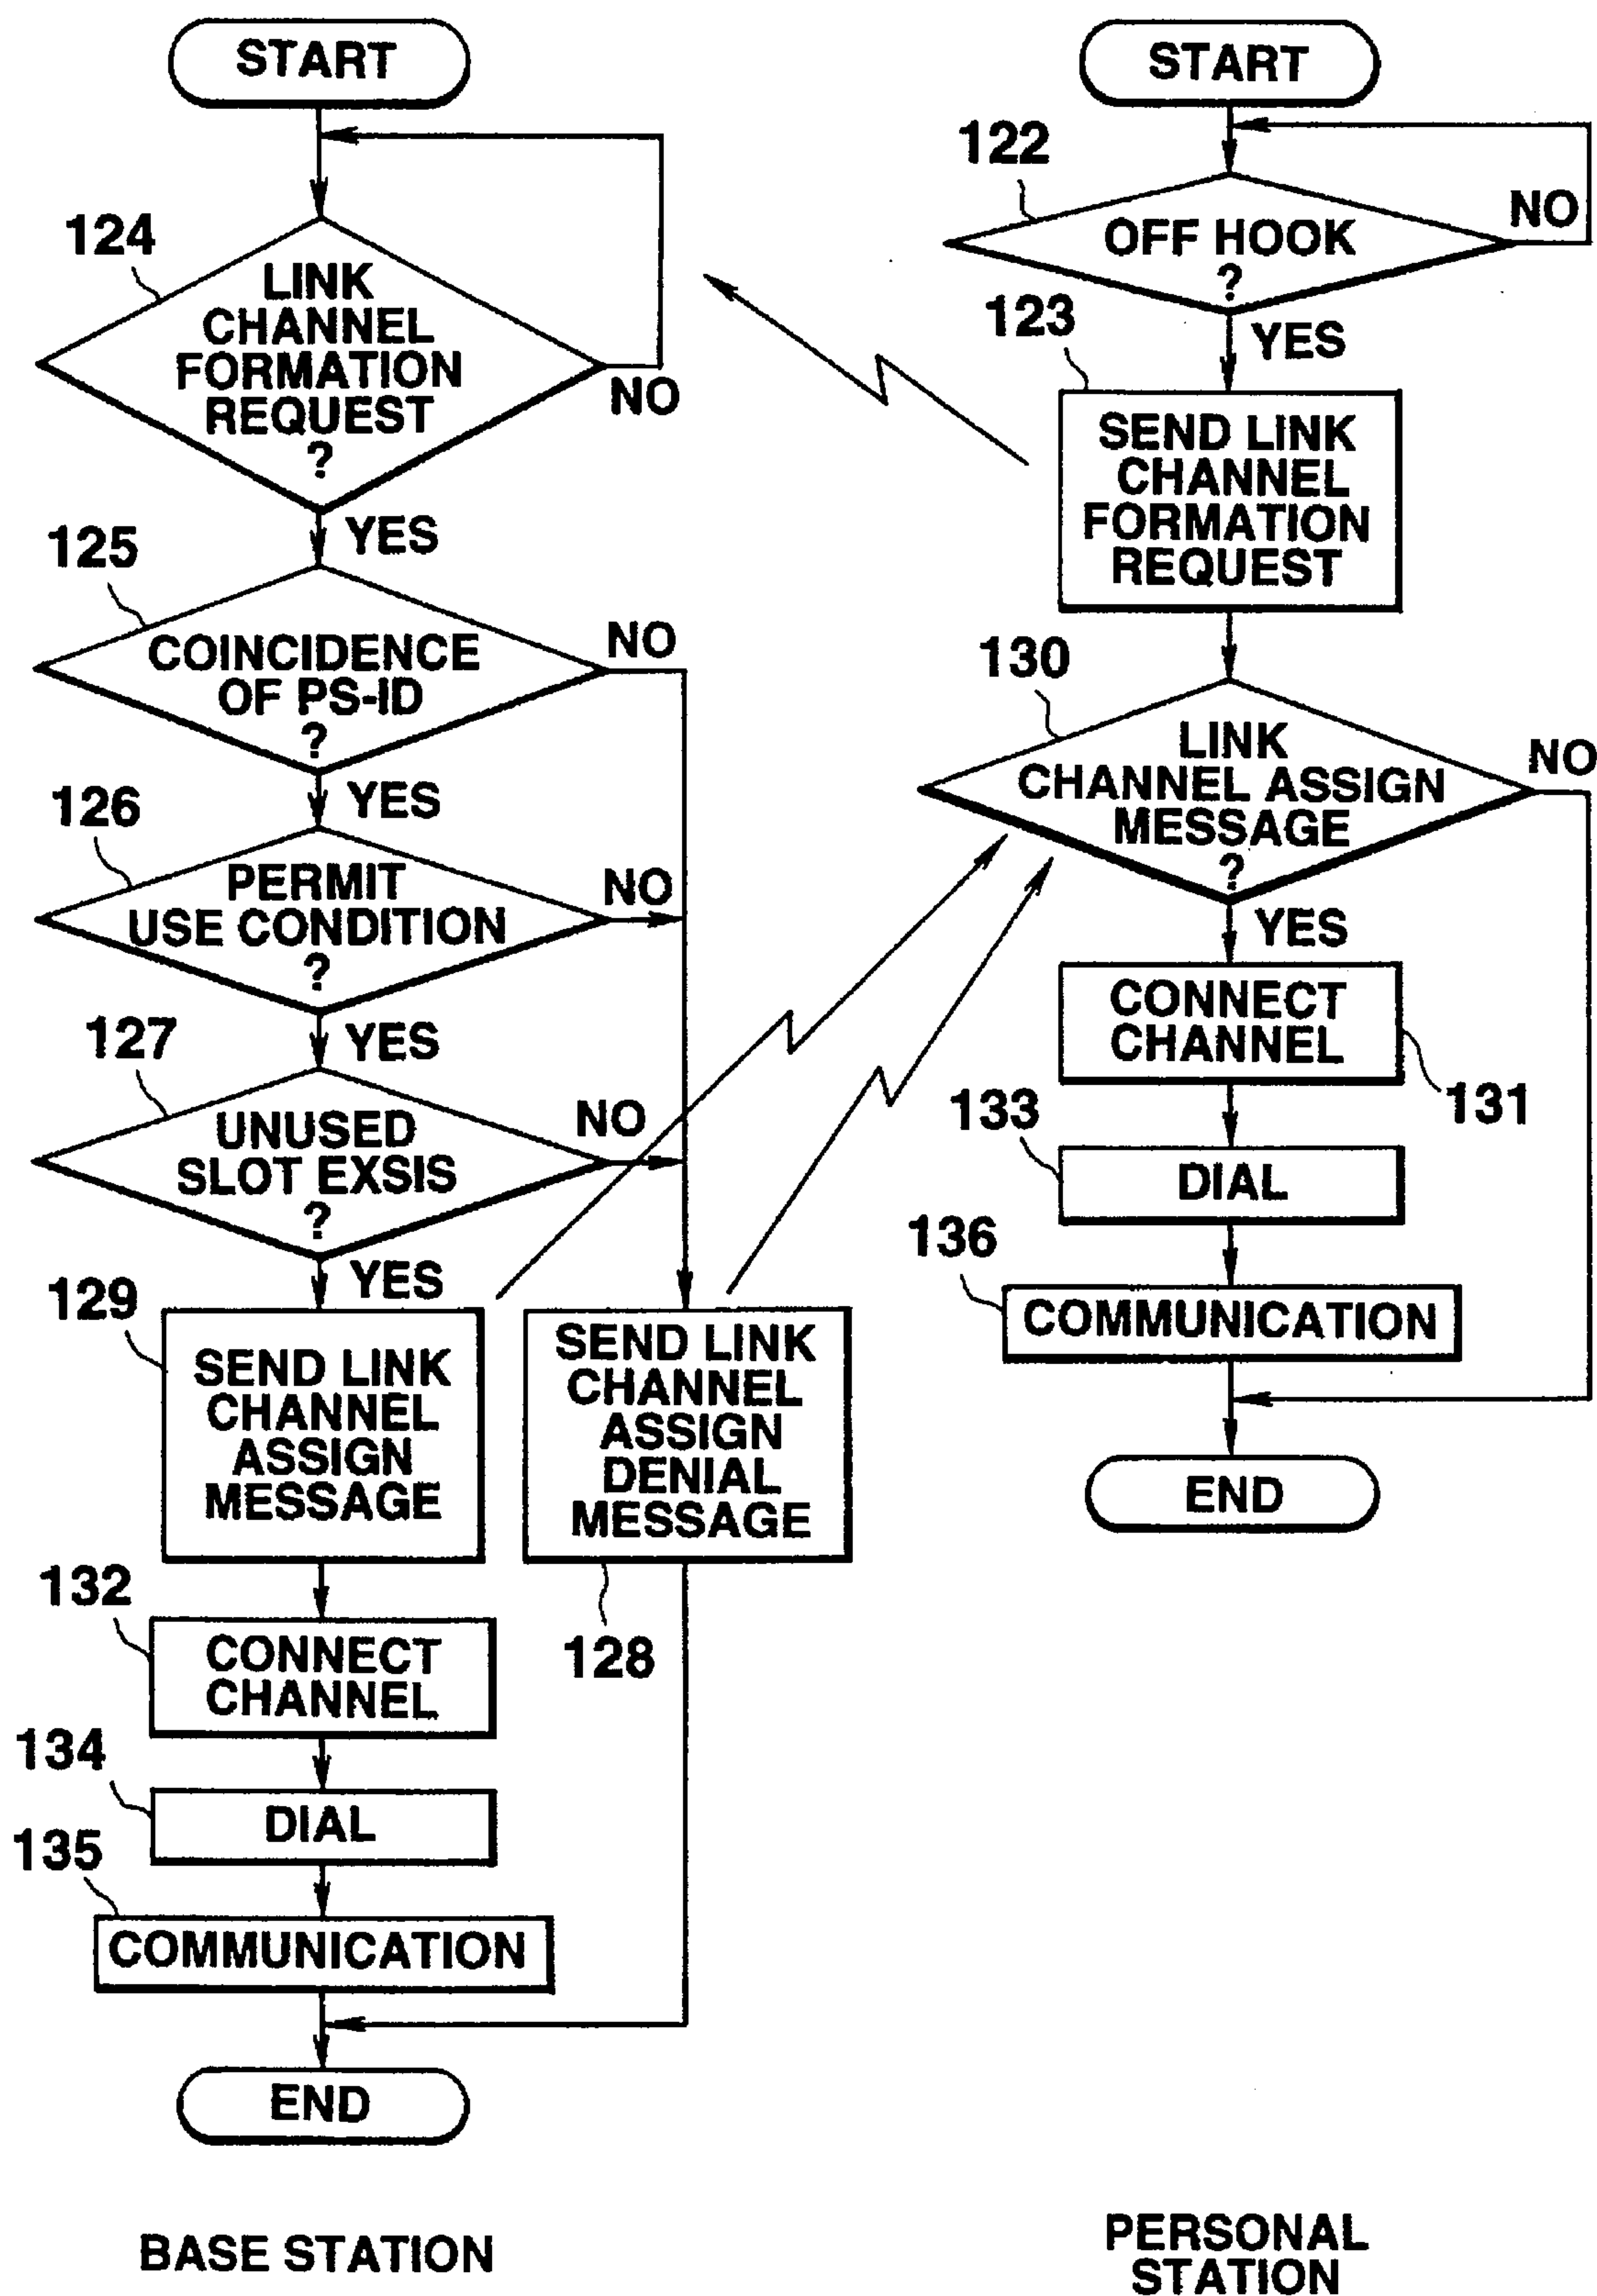 START
124
LINK
CHANNEL
FORMATION
REQUEST
?
NO
YES
125
COINCIDENCE
OF PS-ID
?
NO
YES
126
PERMIT
USE CONDITION
?
NO
YES
127
UNUSED
SLOT EXSIS
?
NO
YES
129
SEND LINK
CHANNEL
ASSIGN
MESSAGE
SEND LINK
CHANNEL
ASSIGN
DENIAL
MESSAGE
128
132
CONNECT
CHANNEL
134
DIAL
135
COMMUNICATION
END
BASE STATION
START
122
OFF HOOK
?
NO
YES
123
SEND LINK
CHANNEL
FORMATION
REQUEST
130
LINK
CHANNEL ASSIGN
MESSAGE
?
NO
YES
CONNECT
CHANNEL
131
133
DIAL
136
COMMUNICATION
END
PERSONAL
STATION